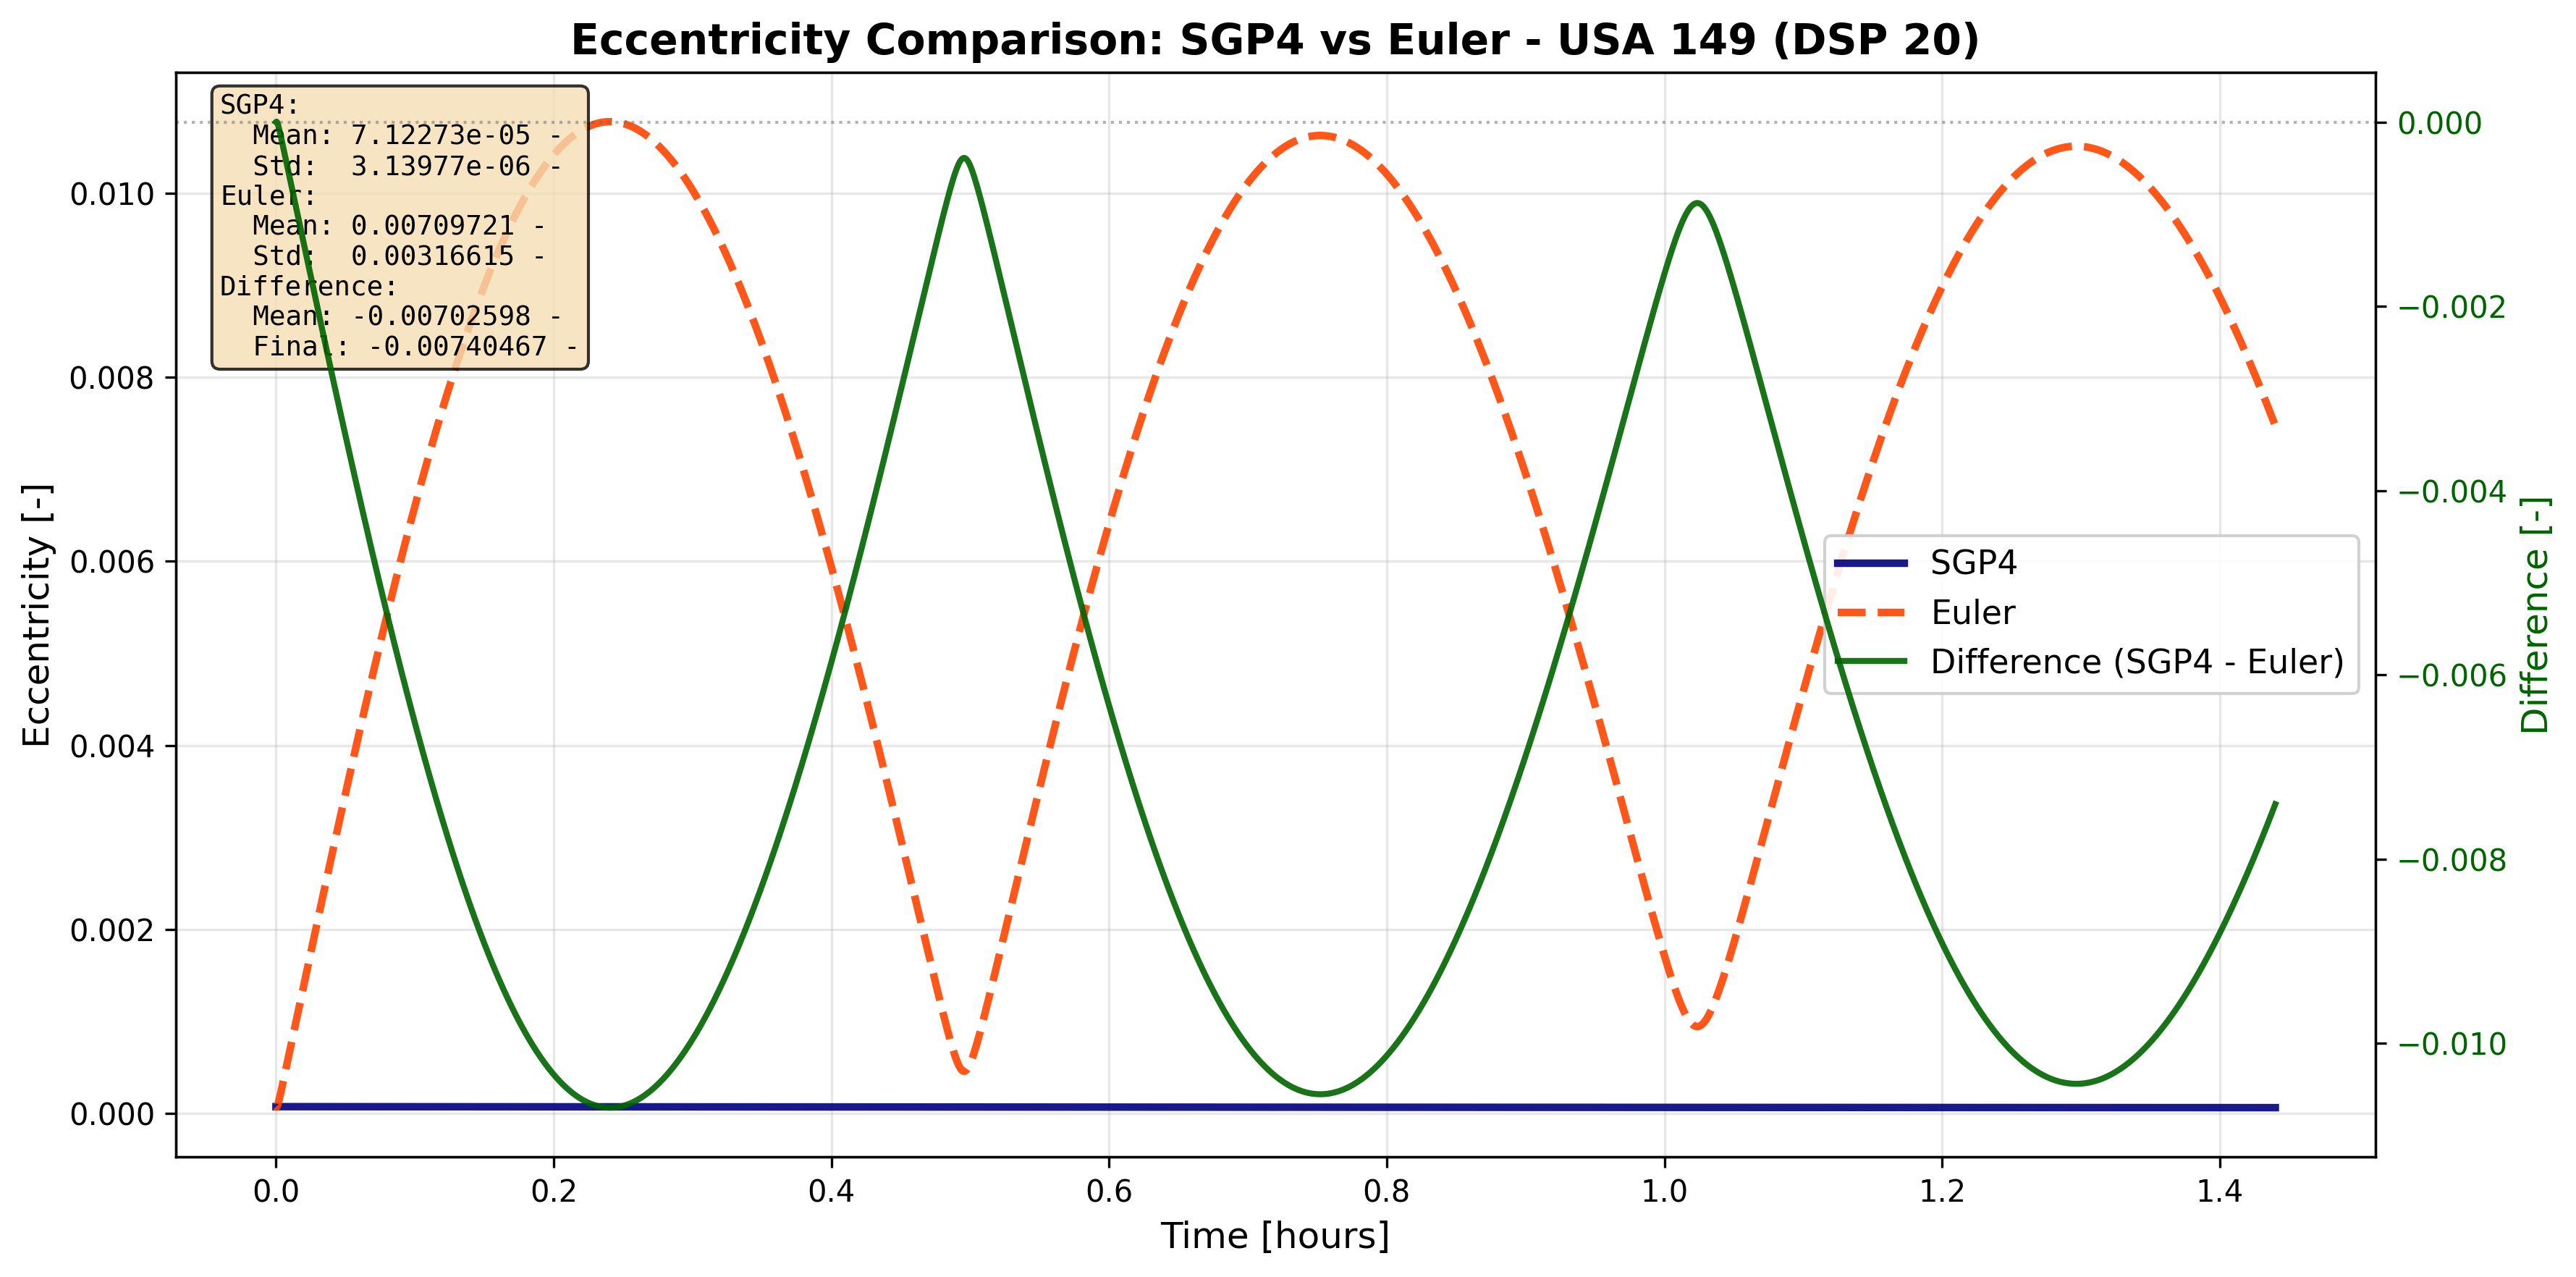 Eccentricity Comparison: SGP4 vs Euler - USA 149 (DSP 20)
SGP4:
Mean: 7.12273e-05 -
Std: 3.13977e-06 -
Euler:
Mean: 0.00709721 -
Std: 0.00316615 -
Difference:
Mean: -0.00702598 -
Final: -0.00740467 -
Eccentricity [-]
0.010
0.008
0.006
0.004
0.002
0.000
0.000
−0.002
−0.004
−0.006
−0.008
−0.010
Difference [-]
SGP4
Euler
Difference (SGP4 - Euler)
0.0 0.2 0.4 0.6 0.8 1.0 1.2 1.4
Time [hours]